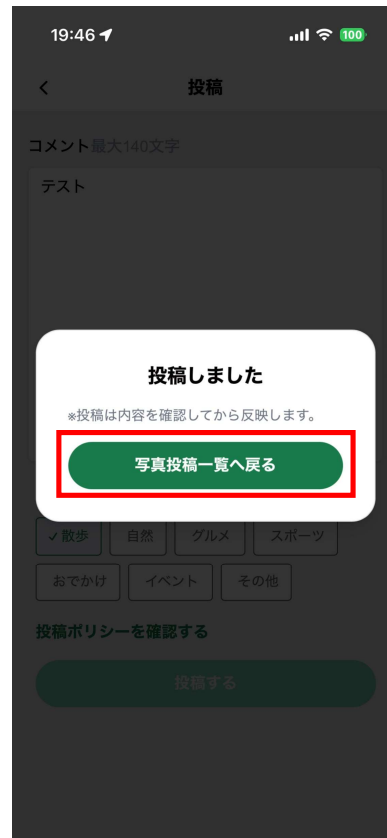 19:46
100
投稿
コメント最大140文字
テスト
投稿しました
※投稿は内容を確認してから反映します。
写真投稿一覧へ戻る
✓散歩 自然 グルメ スポーツ
おでかけ イベント その他
投稿ポリシーを確認する
投稿する